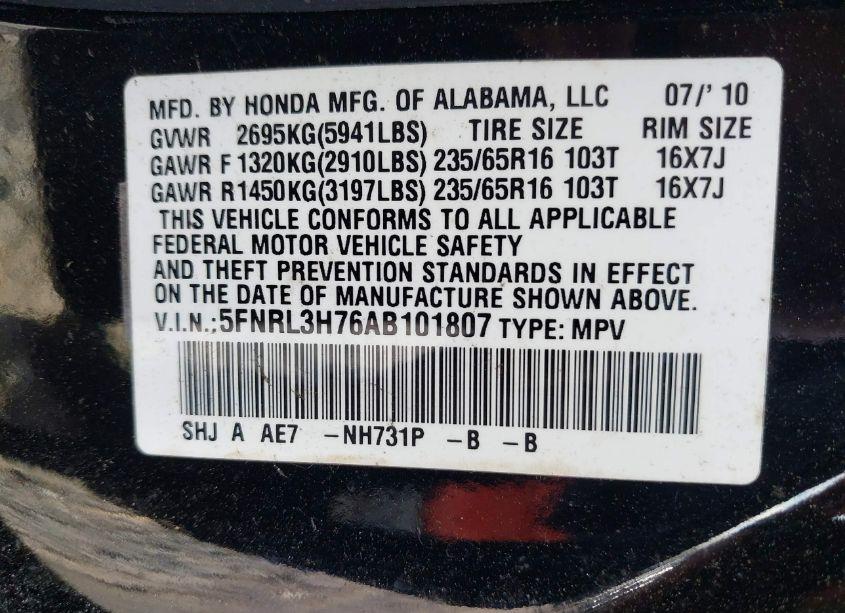 MFD. BY HONDA MFG. OF ALABAMA, LLC 07/' 10
GVWR 2695KG(5941LBS) TIRE SIZE RIM SIZE
GAWR F 1320KG(2910LBS) 235/65R16 103T 16X7J
GAWR R1450KG(3197LBS) 235/65R16 103T 16X7J
THIS VEHICLE CONFORMS TO ALL APPLICABLE
FEDERAL MOTOR VEHICLE SAFETY
AND THEFT PREVENTION STANDARDS IN EFFECT
ON THE DATE OF MANUFACTURE SHOWN ABOVE.
V.I.N.;5FNRL3H76AB101807 TYPE: MPV
SHJ A AE7 -NH731P -B -B